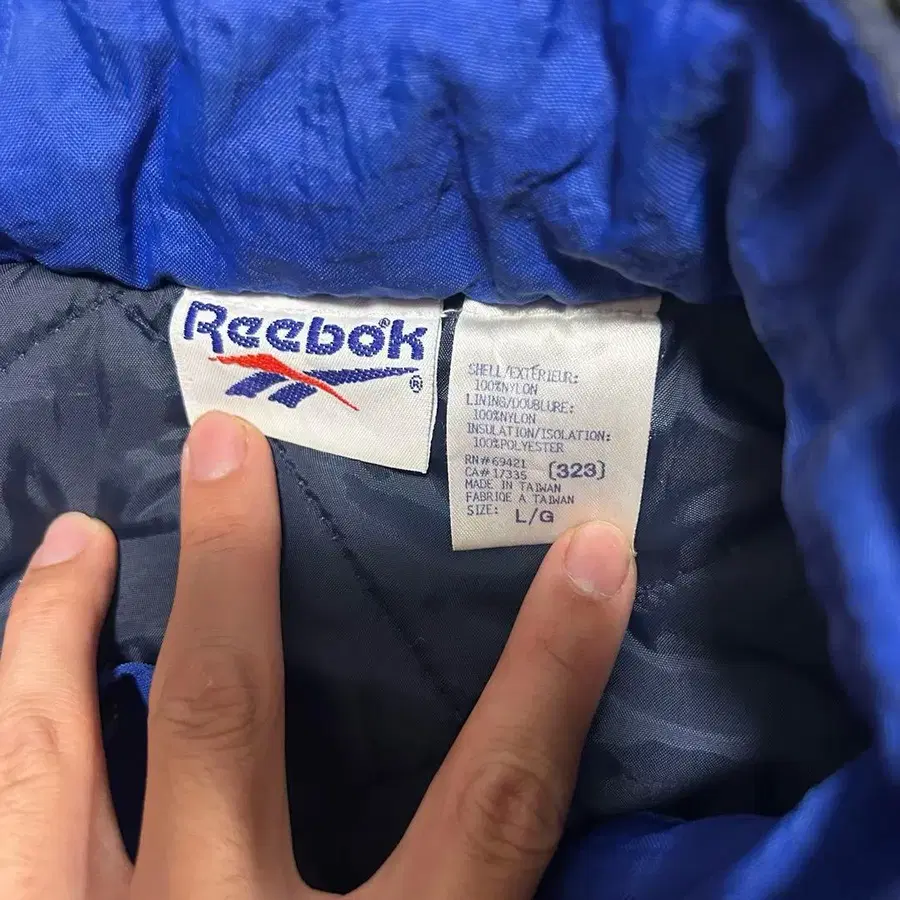 Reebok®
®
SHELL/EXTÉRIEUR:
100%NYLON
LINING/DOUBLURE:
100%NYLON
INSULATION/ISOLATION:
100%POLYESTER
RN#69421
CA#17335 (323)
MADE IN TAIWAN
FABRIQE A TAIWAN
SIZE: L/G